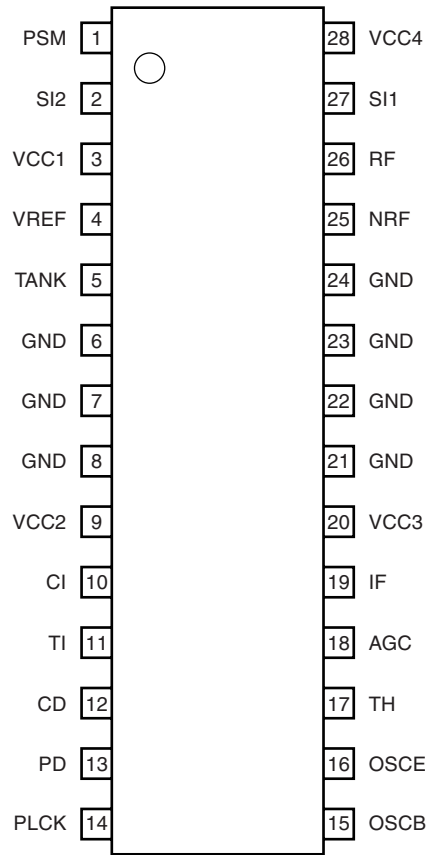 PSM 1 28 VCC4
SI2 2 27 SI1
VCC1 3 26 RF
VREF 4 25 NRF
TANK 5 24 GND
GND 6 23 GND
GND 7 22 GND
GND 8 21 GND
VCC2 9 20 VCC3
CI 10 19 IF
TI 11 18 AGC
CD 12 17 TH
PD 13 16 OSCE
PLCK 14 15 OSCB